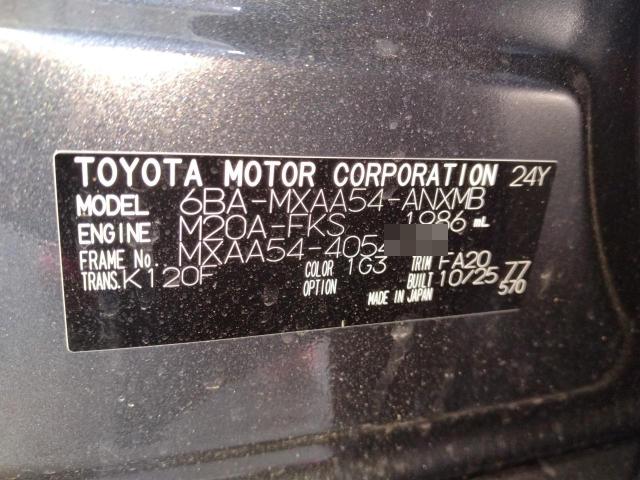 TOYOTA MOTOR CORPORATION 24Y
MODEL 6BA-MXAA54-ANXMB
ENGINE M20A-FKS 1986 mL
FRAME No. MXAA54-4054
TRANS. K120F COLOR 1G3 TRIM FA20 77
OPTION BUILT 10/25 570
MADE IN JAPAN